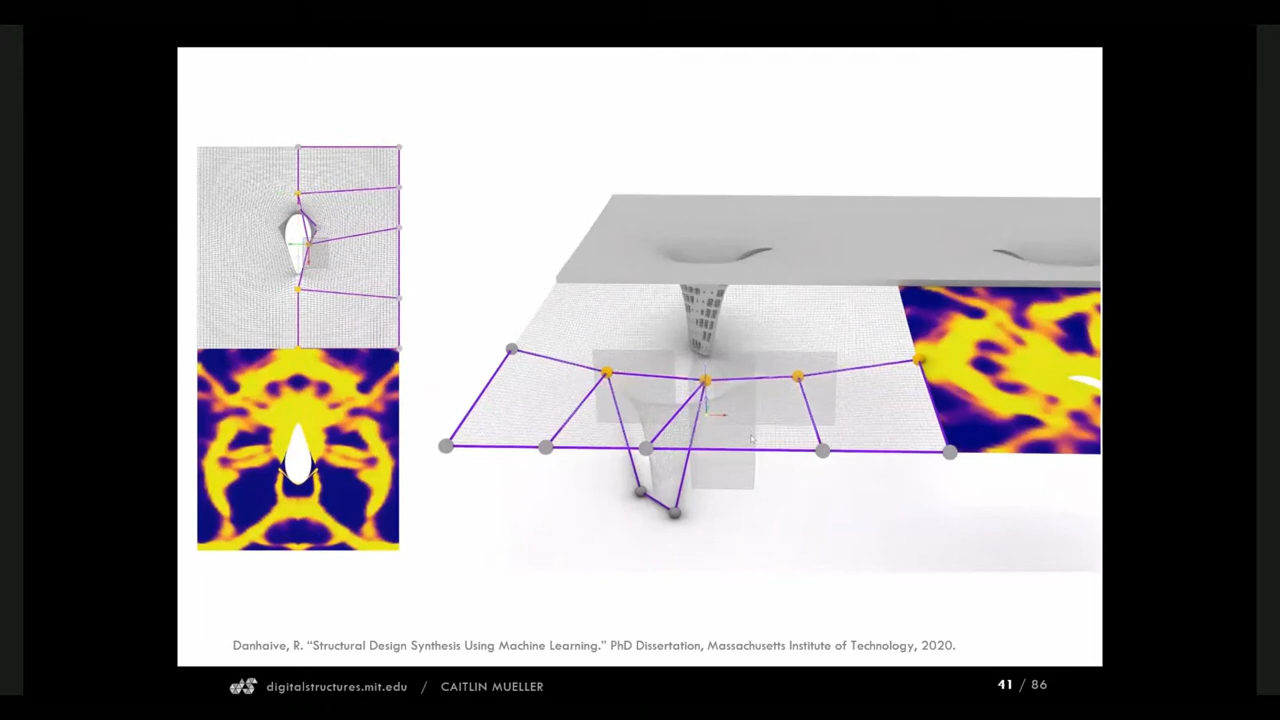 Danhaive, R. “Structural Design Synthesis Using Machine Learning.” PhD Dissertation, Massachusetts Institute of Technology, 2020.
digitalstructures.mit.edu / CAITLIN MUELLER
41 / 86